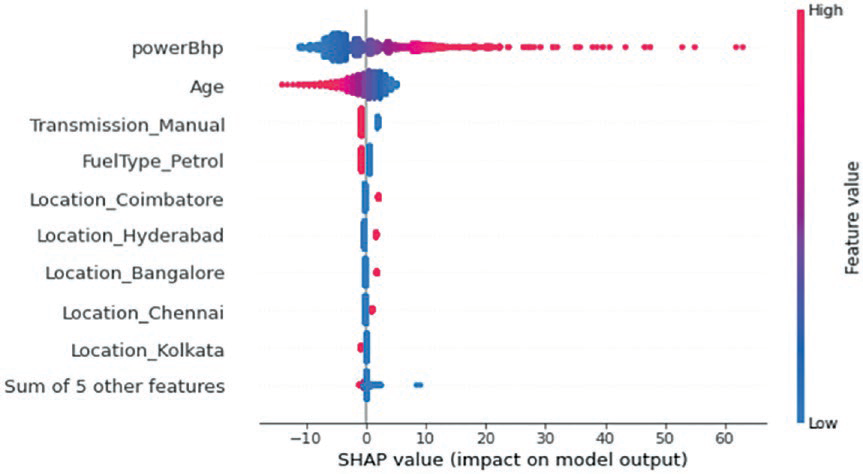 High
powerBhp
Age
Transmission_Manual
FuelType_Petrol
Location_Coimbatore
Location_Hyderabad
Location_Bangalore
Location_Chennai
Location_Kolkata
Sum of 5 other features
Feature value
Low
−10 0 10 20 30 40 50 60
SHAP value (impact on model output)